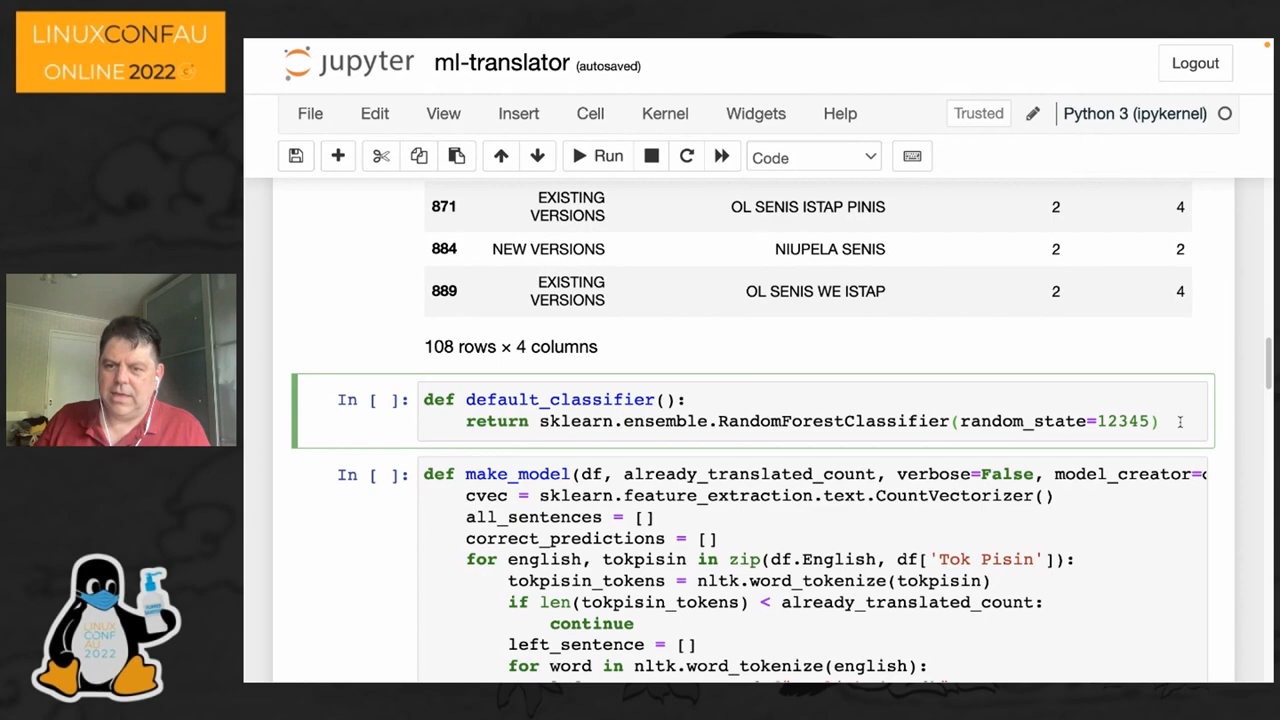 LINUXCONFAU
ONLINE 2022
jupyter ml-translator (autosaved)
Logout
File Edit View Insert Cell Kernel Widgets Help Trusted Python 3 (ipykernel)
Run Code
871 EXISTING VERSIONS OL SENIS ISTAP PINIS 2 4
884 NEW VERSIONS NIUPELA SENIS 2 2
889 EXISTING VERSIONS OL SENIS WE ISTAP 2 4
108 rows × 4 columns
In [ ]: def default_classifier():
return sklearn.ensemble.RandomForestClassifier(random_state=12345)
In [ ]: def make_model(df, already_translated_count, verbose=False, model_creator=
cvec = sklearn.feature_extraction.text.CountVectorizer()
all_sentences = []
correct_predictions = []
for english, tokpisin in zip(df.English, df['Tok Pisin']):
tokpisin_tokens = nltk.word_tokenize(tokpisin)
if len(tokpisin_tokens) < already_translated_count:
continue
left_sentence = []
for word in nltk.word_tokenize(english):
LINUX
CONF
AU
2022